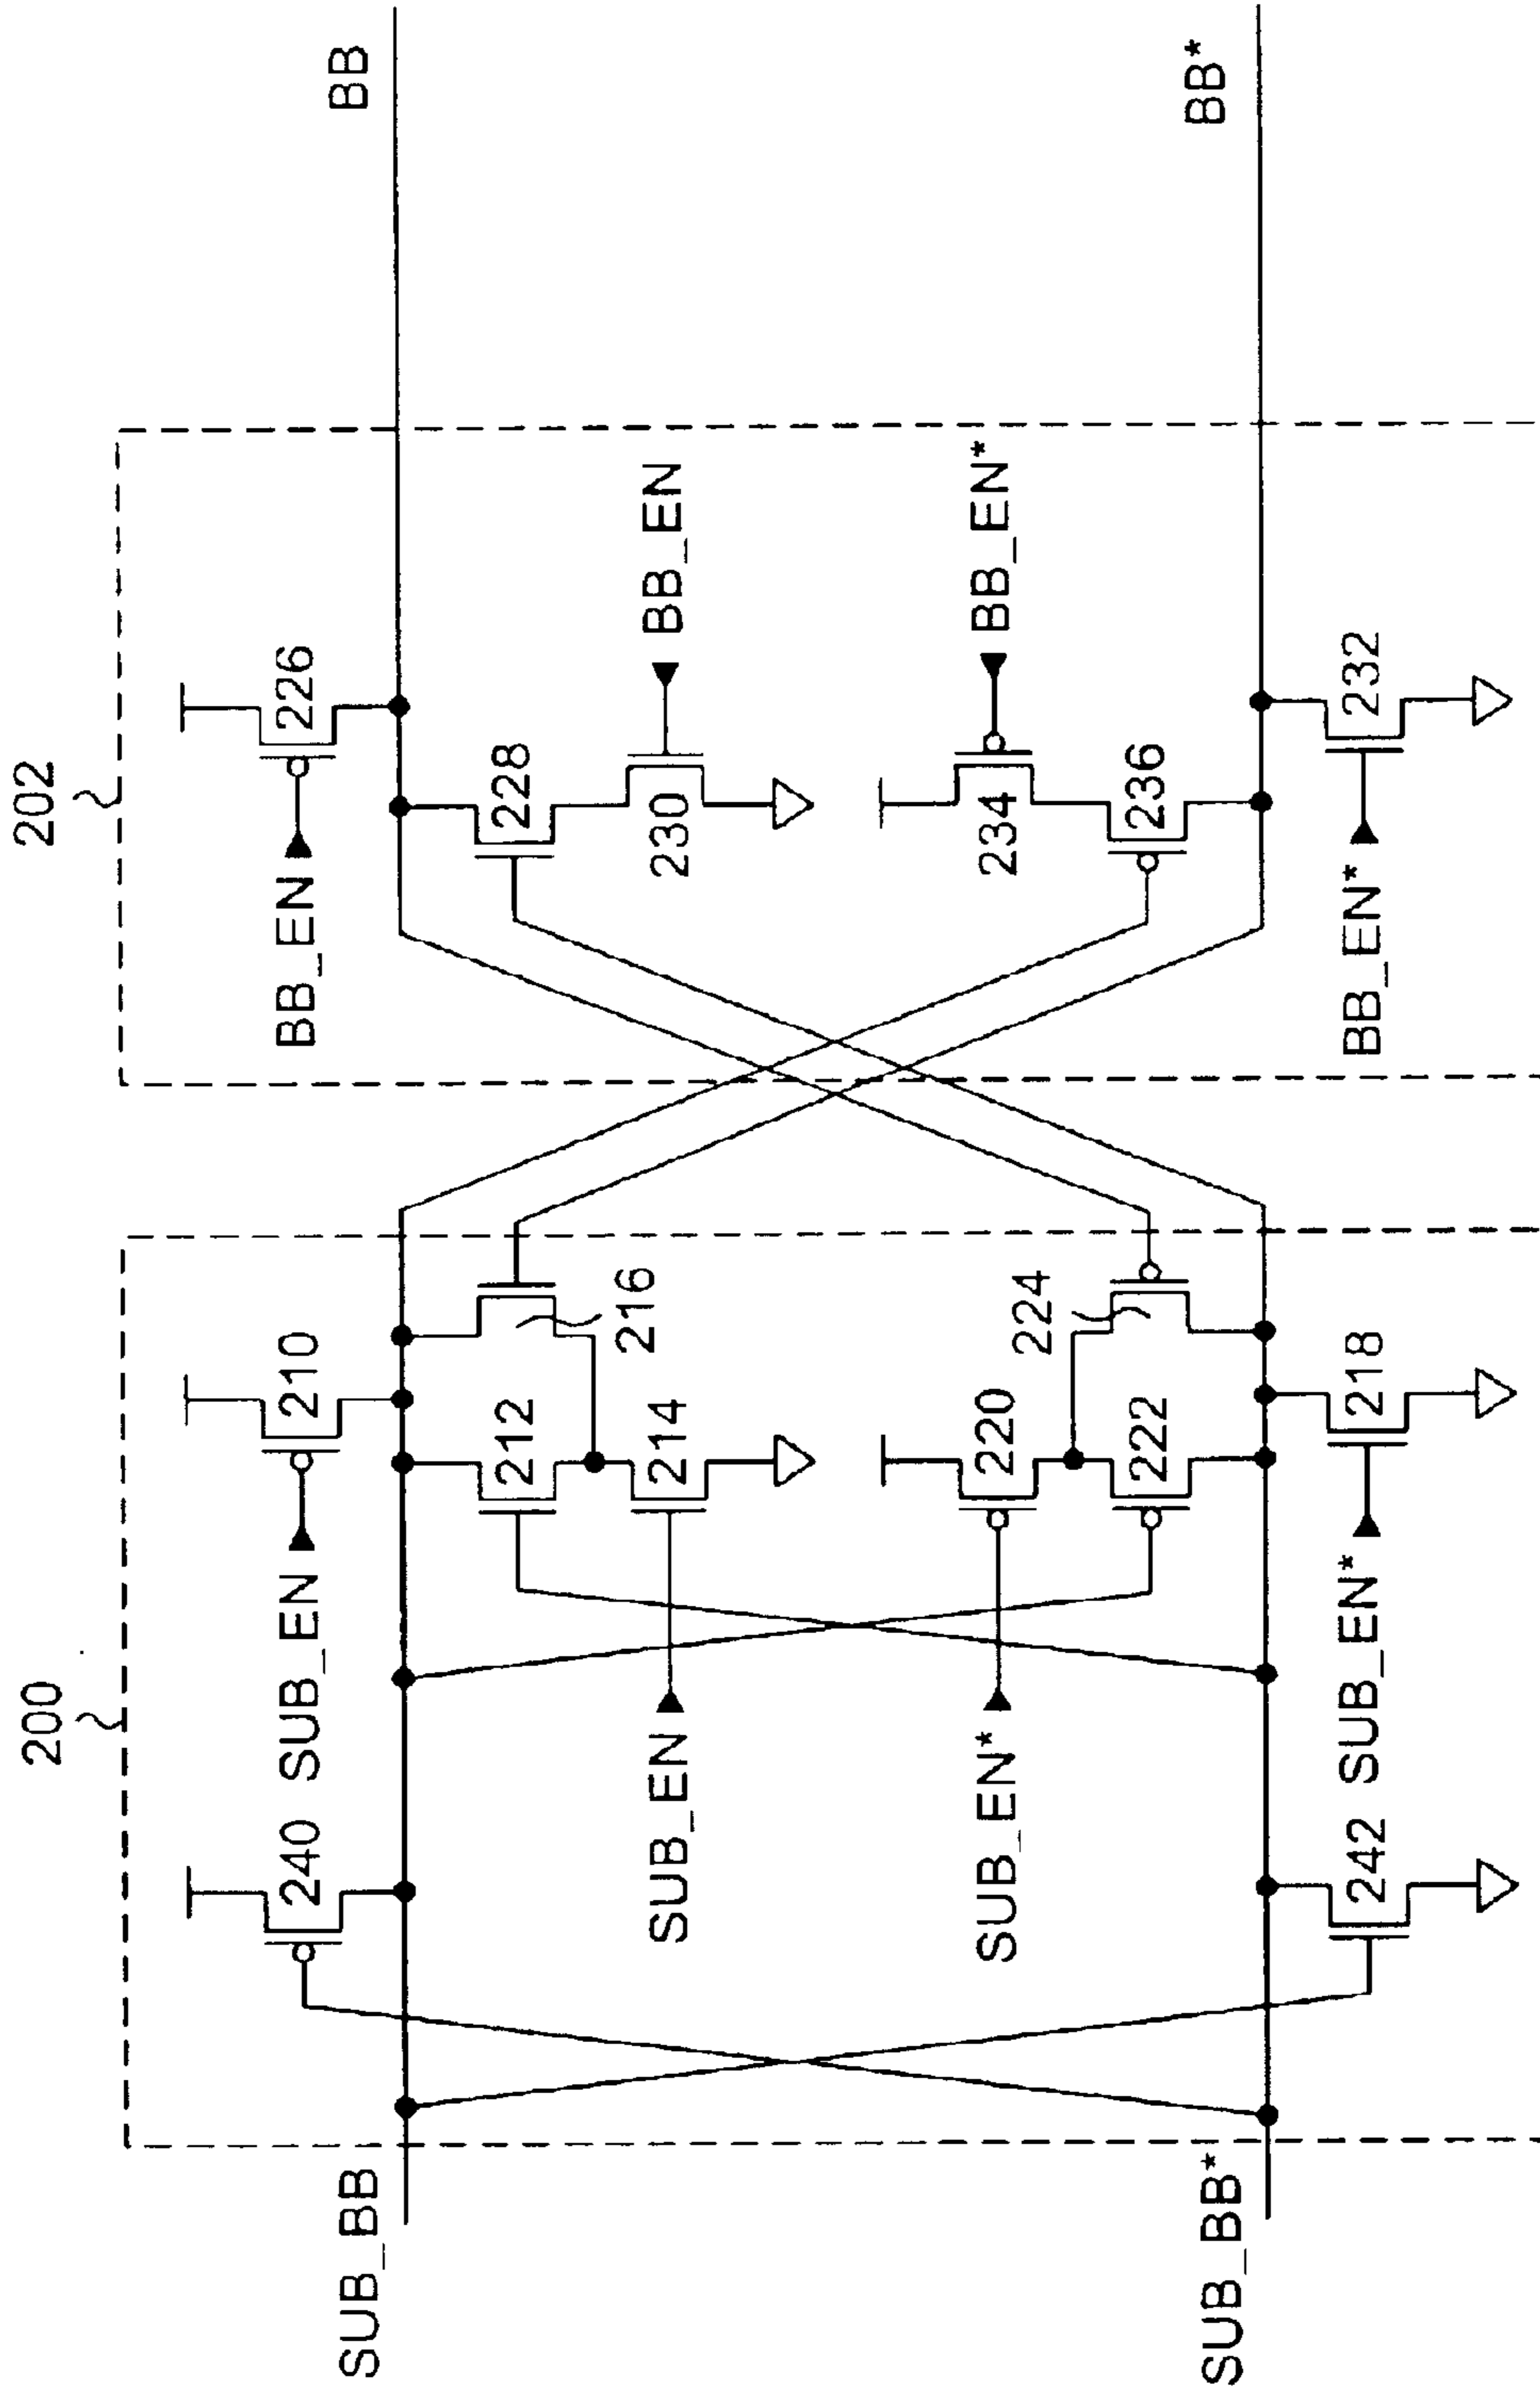 200
202
240 SUB_EN
210
BB_EN
226
SUB_BB
BB
212
216
228
SUB_EN
214
230
BB_EN
SUB_EN*
220
224
234
BB_EN*
222
236
SUB_BB*
BB*
242 SUB_EN*
218
BB_EN*
232